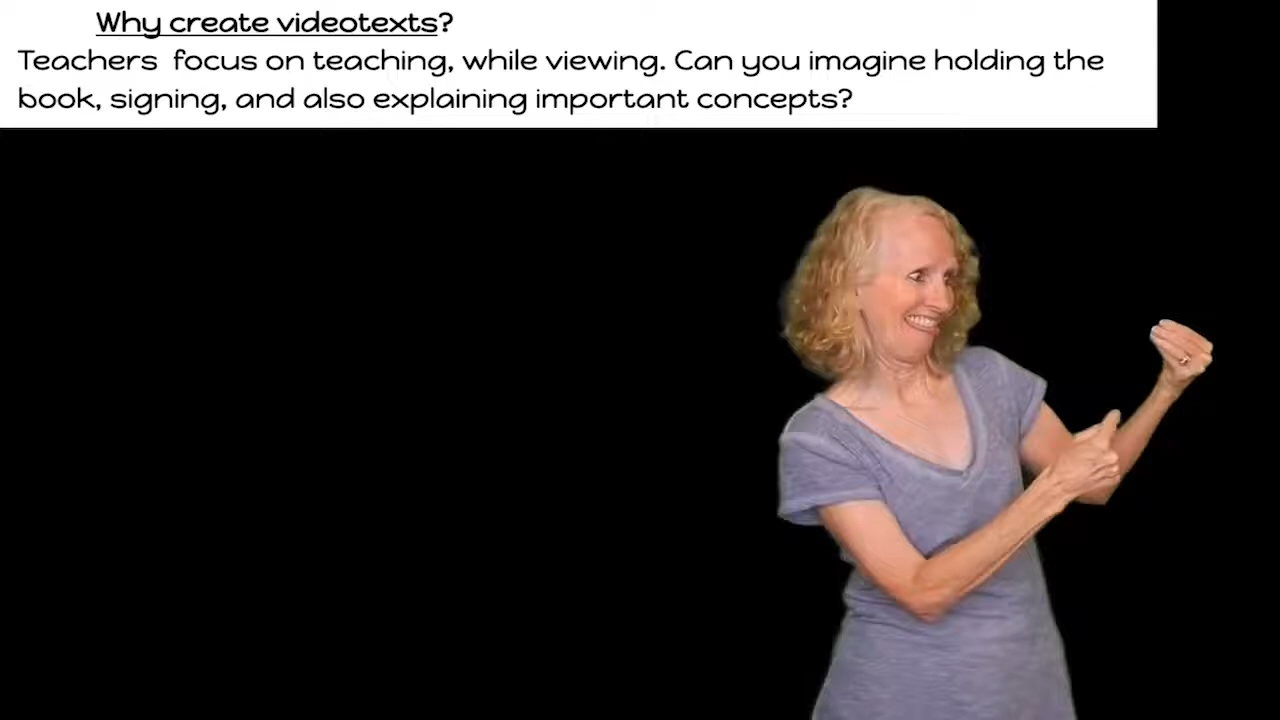 Why create videotexts?
Teachers focus on teaching, while viewing. Can you imagine holding the
book, signing, and also explaining important concepts?